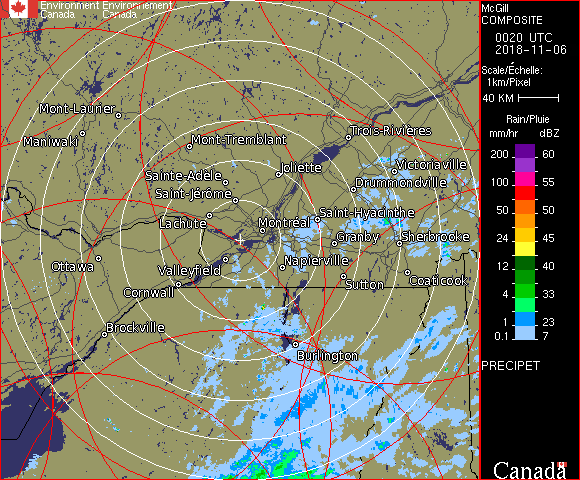 Environment Environnement
Canada Canada
McGill
COMPOSITE
0020 UTC
2018-11-06
Scale/Échelle:
1km/Pixel
40 KM
Rain/Pluie
mm/hr dBZ
200 60
100 55
50 50
24 45
12 40
4 33
1 23
0.1 7
PRECIPET
Canada
Mont-Laurier
Maniwaki
Mont-Tremblant
Trois-Rivières
Joliette
Victoriaville
Sainte-Adèle
Drummondville
Saint-Jérôme
Saint-Hyacinthe
Lachute
Montréal
Granby
Sherbrooke
Ottawa
Valleyfield
Napierville
Cornwall
Sutton
Coaticook
Brockville
Burlington